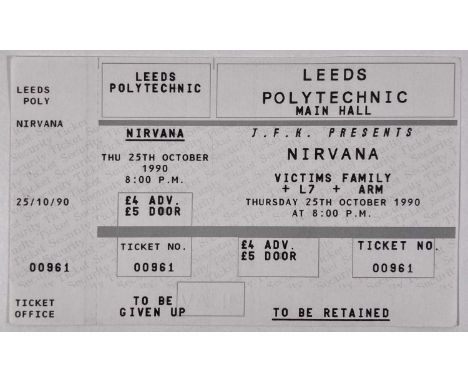 LEEDS
POLY
NIRVANA
25/10/90
00961
TICKET
OFFICE
LEEDS
POLYTECHNIC
NIRVANA
THU 25TH OCTOBER
1990
8:00 P.M.
£4 ADV.
£5 DOOR
TICKET NO.
00961
TO BE
GIVEN UP
LEEDS
POLYTECHNIC
MAIN HALL
T.F.K. PRESENTS
NIRVANA
VICTIMS FAMILY
+ L7 + ARM
THURSDAY 25TH OCTOBER 1990
AT 8:00 P.M.
£4 ADV.
£5 DOOR
TICKET NO.
00961
TO BE RETAINED